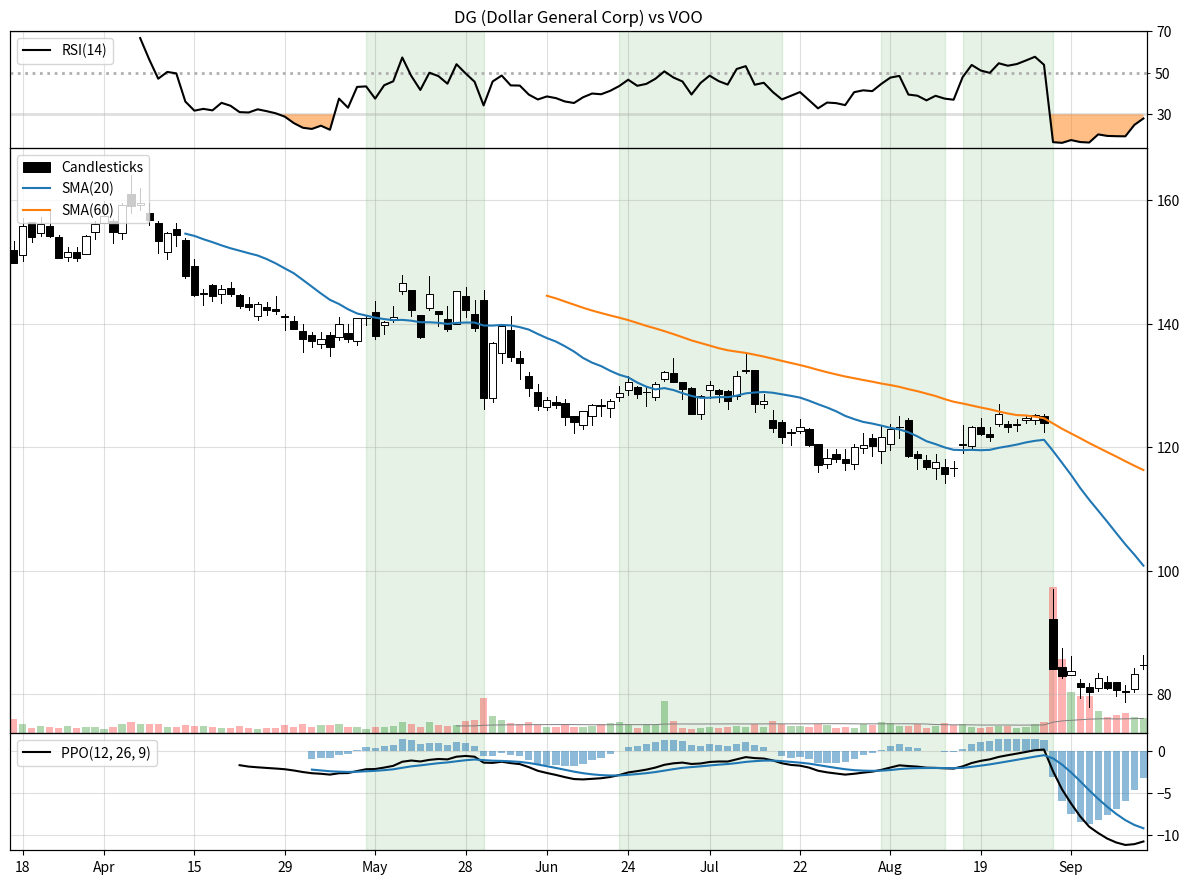 DG (Dollar General Corp) vs VOO
RSI(14)
70
50
30
Candlesticks
SMA(20)
SMA(60)
160
140
120
100
80
PPO(12, 26, 9)
0
−5
−10
18 Apr 15 29 May 28 Jun 24 Jul 22 Aug 19 Sep